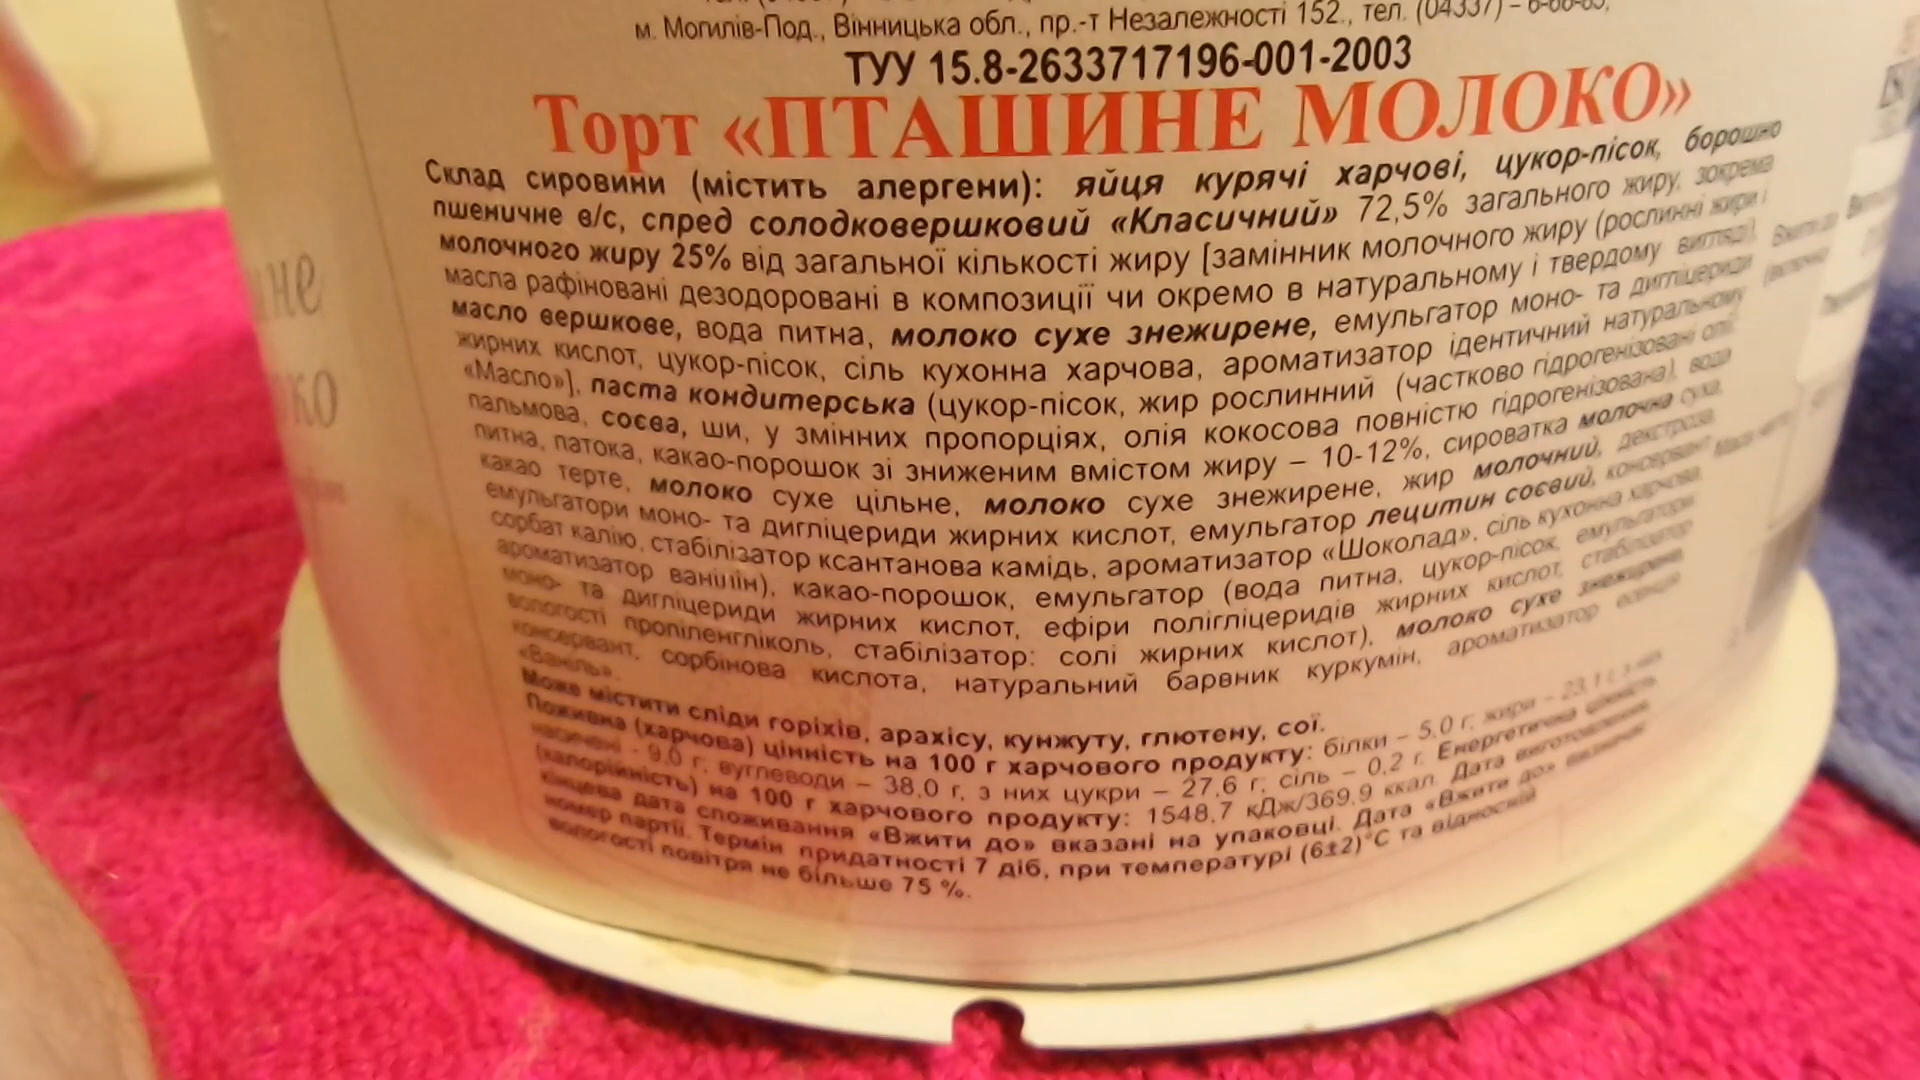 м. Могилів-Под., Вінницька обл., пр.-т Незалежності 152., тел. (04337) –
ТУУ 15.8-2633717196-001-2003
Торт «ПТАШИНЕ МОЛОКО»
Склад сировини (містить алергени): яйця курячі харчові, цукор-пісок, борошно
пшеничне в/с, спред солодковершковий «Класичний» 72,5% загального жиру, зокрема
молочного жиру 25% від загальної кількості жиру [замінник молочного жиру (рослинні жири і
масла рафіновані дезодоровані в композиції чи окремо в натуральному і твердому вигляді),
масло вершкове, вода питна, молоко сухе знежирене, емульгатор моно- та дигліцериди
жирних кислот, цукор-пісок, сіль кухонна харчова, ароматизатор ідентичний натуральному
«Масло»], паста кондитерська (цукор-пісок, жир рослинний (частково гідрогенізовані олії:
пальмова, соєва, ши, у змінних пропорціях, олія кокосова повністю гідрогенізована), вода
питна, патока, какао-порошок зі зниженим вмістом жиру – 10-12%, сироватка молочна суха,
какао терте, молоко сухе цільне, молоко сухе знежирене, жир молочний, декстроза,
емульгатори моно- та дигліцериди жирних кислот, емульгатор лецитин соєвий, консервант
сорбат калію, стабілізатор ксантанова камідь, ароматизатор «Шоколад», сіль кухонна харчова,
ароматизатор ванілін), какао-порошок, емульгатор (вода питна, цукор-пісок, емульгатори
моно- та дигліцериди жирних кислот, ефіри полігліцеридів жирних кислот, стабілізатор
вологості пропіленгліколь, стабілізатор: солі жирних кислот), молоко сухе знежирене,
консервант, сорбінова кислота, натуральний барвник куркумін, ароматизатор есенція
«Ваніль».
Може містити сліди горіхів, арахісу, кунжуту, глютену, сої.
Поживна (харчова) цінність на 100 г харчового продукту: білки – 5,0 г, жири – 23,1 г, з них
насичені - 9,0 г, вуглеводи – 38,0 г, з них цукри – 27,6 г, сіль – 0,2 г. Енергетична цінність
(калорійність) на 100 г харчового продукту: 1548,7 кДж/369,9 ккал. Дата виготовлення,
кінцева дата споживання «Вжити до» вказані на упаковці. Дата «Вжити до» визначає
номер партії. Термін придатності 7 діб, при температурі (6±2)°С та відносній
вологості повітря не більше 75 %.